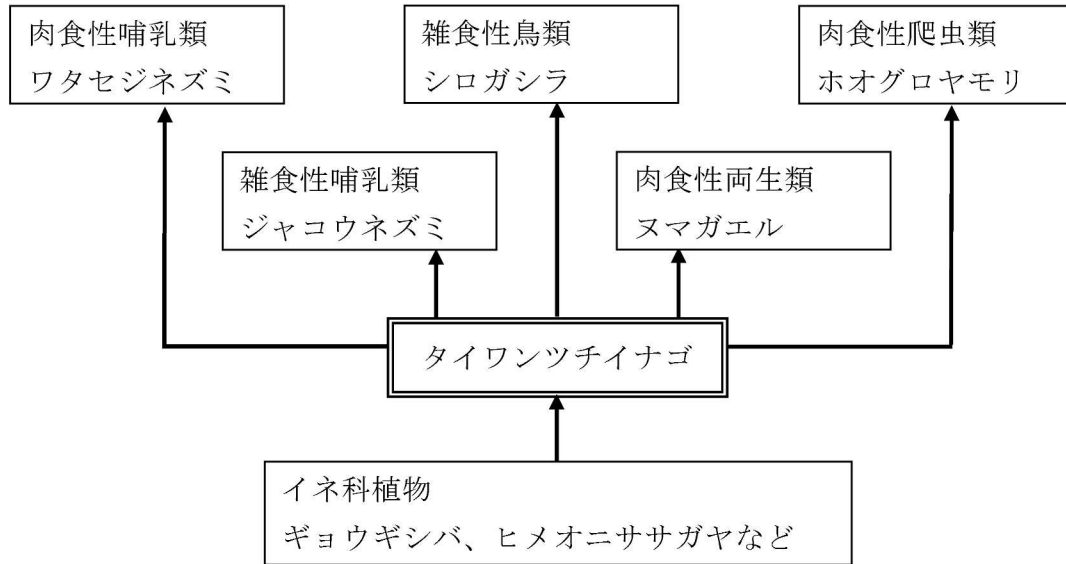 肉食性哺乳類
ワタセジネズミ
雑食性鳥類
シロガシラ
肉食性爬虫類
ホオグロヤモリ
雑食性哺乳類
ジャコウネズミ
肉食性両生類
ヌマガエル
タイワンツチイナゴ
イネ科植物
ギョウギシバ、ヒメオニササガヤなど